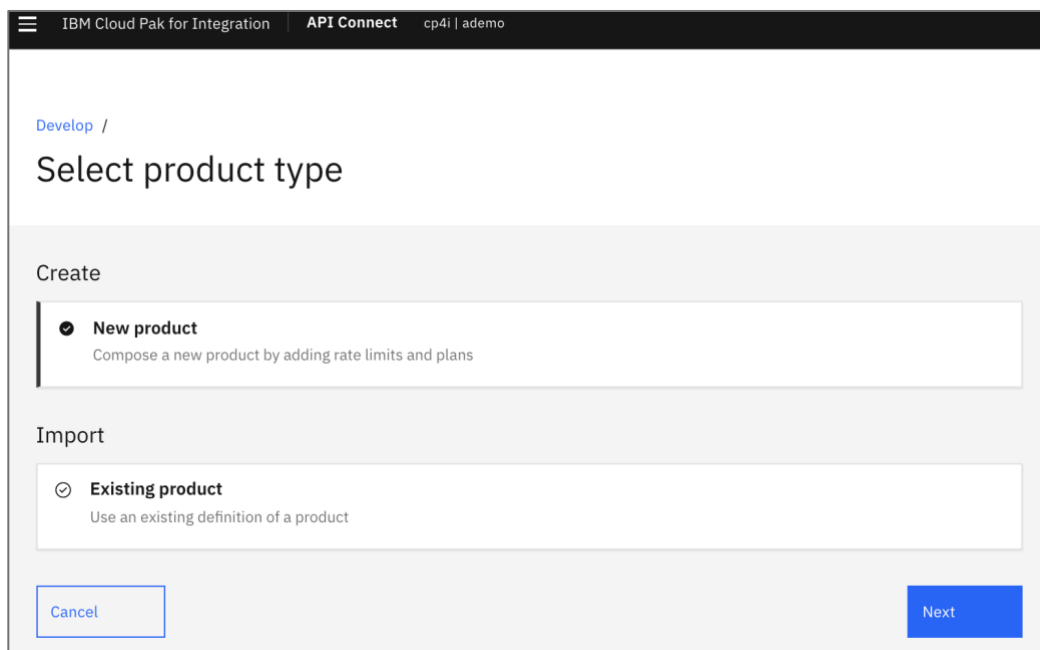 IBM Cloud Pak for Integration API Connect cp4i | ademo
Develop /
Select product type
Create
New product
Compose a new product by adding rate limits and plans
Import
Existing product
Use an existing definition of a product
Cancel Next